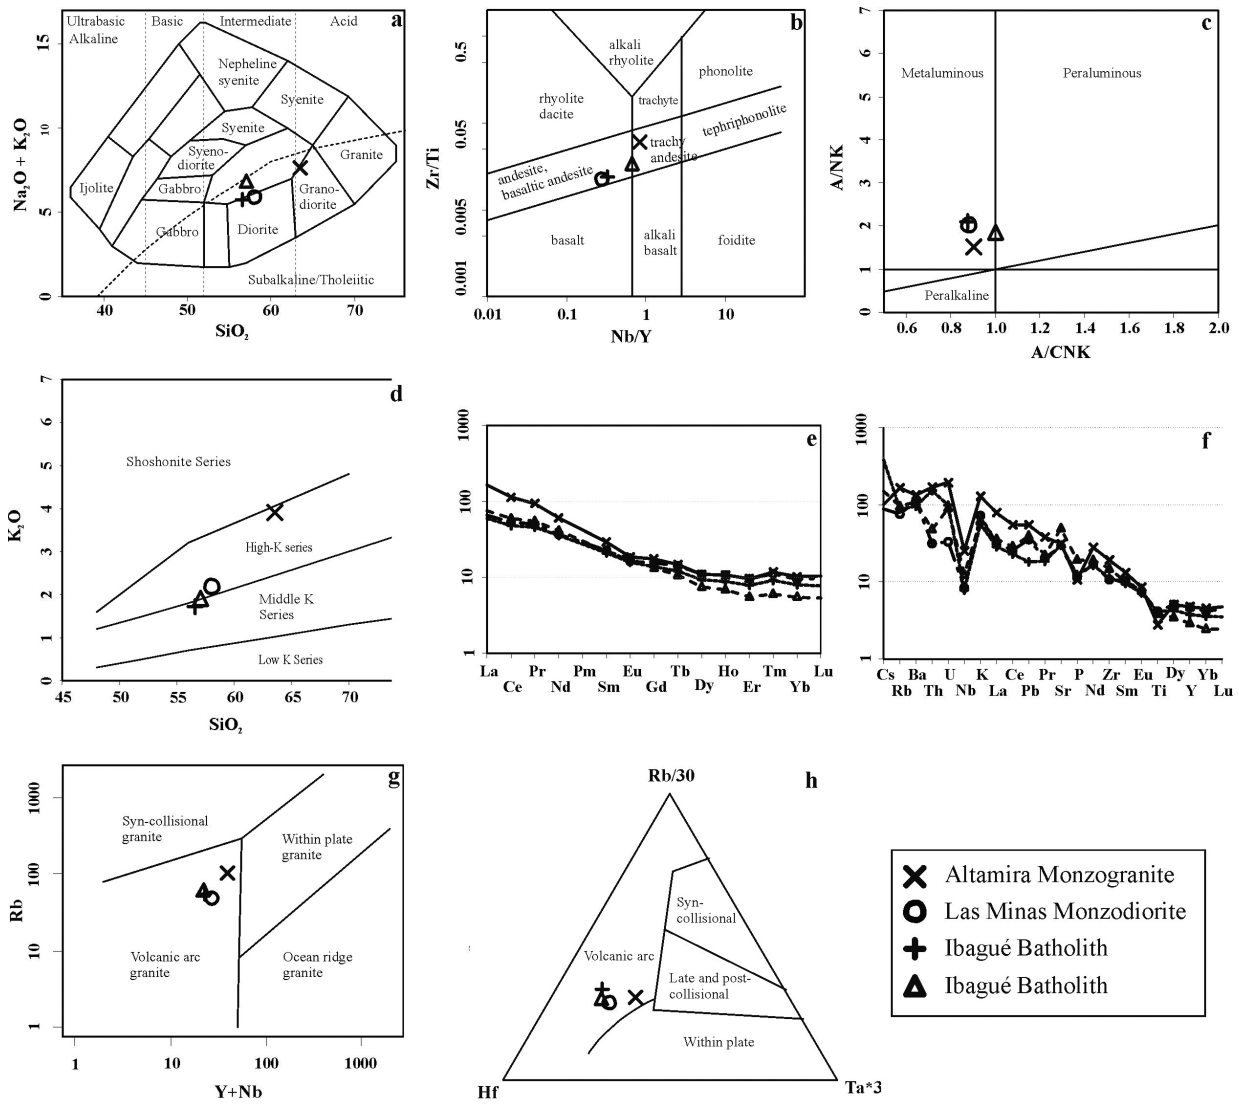 a
Ultrabasic
Basic
Intermediate
Acid
Alkaline
Nepheline
syenite
Syenite
Syenite
Syeno-
diorite
Granite
Ijolite
Gabbro
Grano-
diorite
Gabbro
Diorite
Subalkaline/Tholeiitic
0
5
10
15
Na₂O + K₂O
40
50
60
70
SiO₂
b
alkali
rhyolite
phonolite
rhyolite
dacite
trachyte
tephriphonolite
trachy
andesite
andesite,
basaltic andesite
basalt
alkali
basalt
foidite
0.001
0.005
0.05
0.5
Zr/Ti
0.01
0.1
1
10
Nb/Y
c
Metaluminous
Peraluminous
Peralkaline
0
1
2
3
4
5
6
7
A/NK
0.6
0.8
1.0
1.2
1.4
1.6
1.8
2.0
A/CNK
d
Shoshonite Series
High-K series
Middle K
Series
Low K Series
0
1
2
3
4
5
6
7
K₂O
45
50
55
60
65
70
SiO₂
e
1
10
100
1000
La
Pr
Pm
Eu
Tb
Ho
Tm
Lu
Ce
Nd
Sm
Gd
Dy
Er
Yb
f
1
10
100
1000
Cs
Ba
U
K
Ce
Pr
P
Zr
Eu
Dy
Yb
Rb
Th
Nb
La
Pb
Sr
Nd
Sm
Ti
Y
Lu
g
Syn-collisional
granite
Within plate
granite
Volcanic arc
granite
Ocean ridge
granite
1
10
100
1000
Rb
1
10
100
1000
Y+Nb
h
Rb/30
Syn-
collisional
Volcanic arc
Late and post-
collisional
Within plate
Hf
Ta*3
Altamira Monzogranite
Las Minas Monzodiorite
Ibagué Batholith
Ibagué Batholith